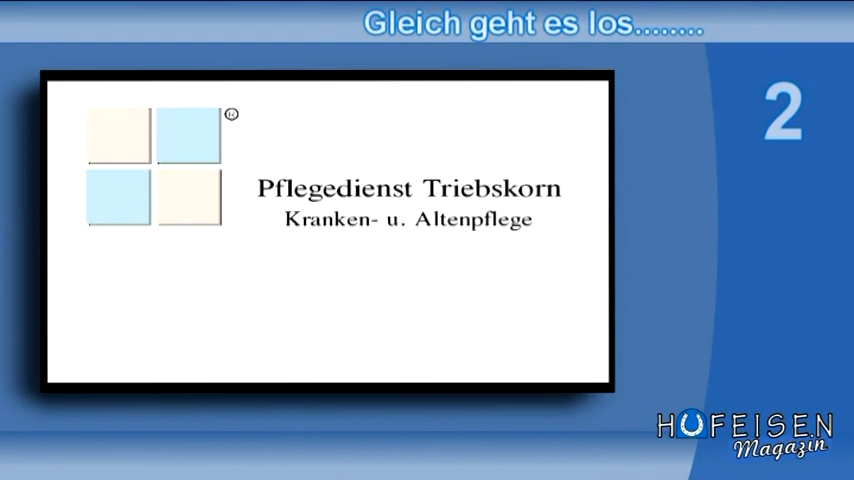 Gleich geht es los........
2
®
Pflegedienst Triebskorn
Kranken- u. Altenpflege
HUFEISEN
Magazin